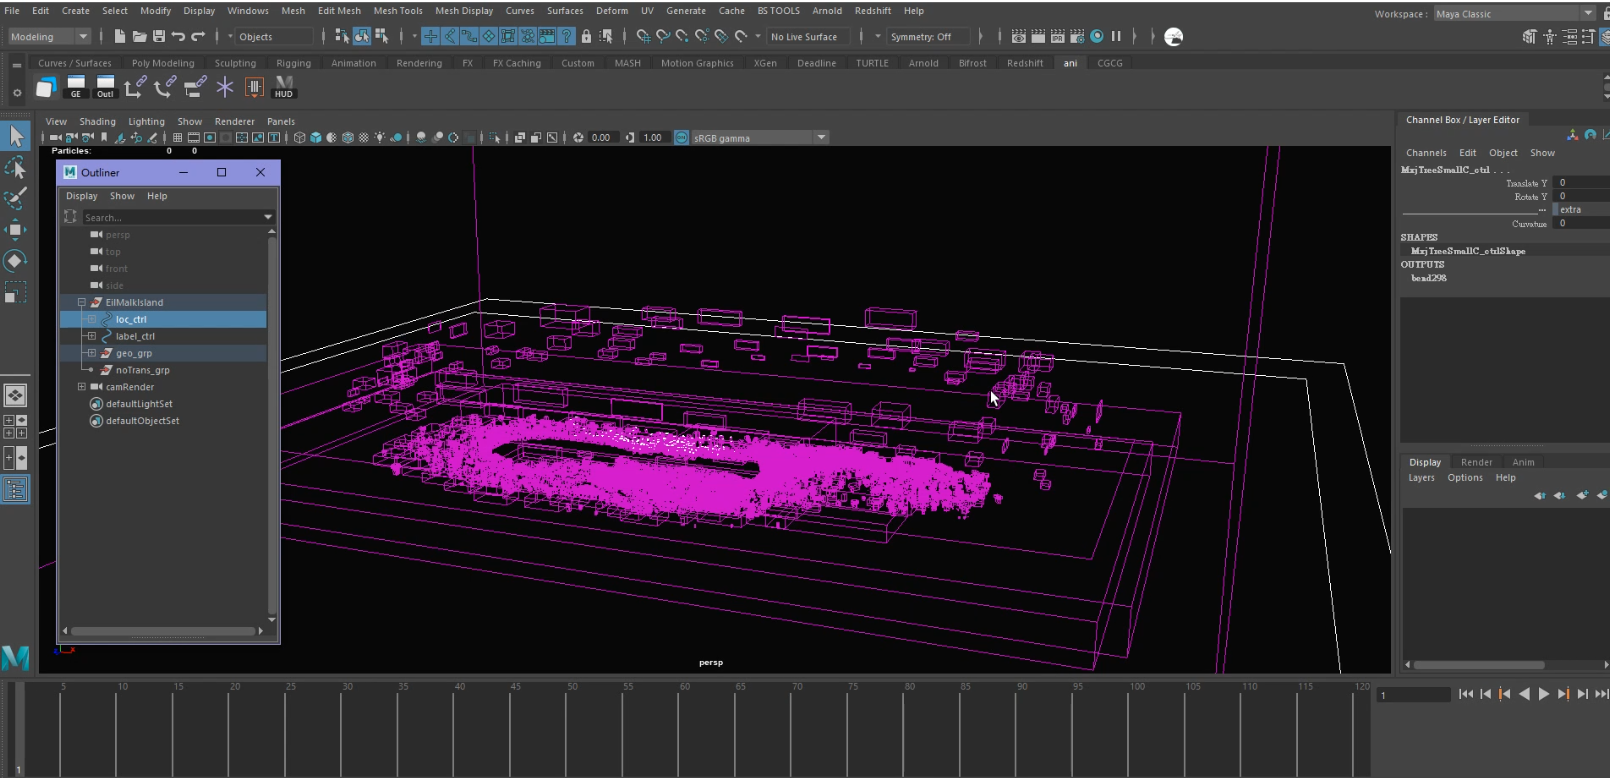 File Edit Create Select Modify Display Windows Mesh Edit Mesh Mesh Tools Mesh Display Curves Surfaces Deform UV Generate Cache BS TOOLS Arnold Redshift Help
Workspace : Maya Classic
Modeling Objects No Live Surface Symmetry: Off
Curves / Surfaces Poly Modeling Sculpting Rigging Animation Rendering FX FX Caching Custom MASH Motion Graphics XGen Deadline TURTLE Arnold Bifrost Redshift ani CGCG
GE Outl HUD
View Shading Lighting Show Renderer Panels
0.00 1.00 sRGB gamma
Particles: 0 0
Outliner
Display Show Help
Search...
persp
top
front
side
EilMalkIsland
loc_ctrl
label_ctrl
geo_grp
noTrans_grp
camRender
defaultLightSet
defaultObjectSet
persp
Channel Box / Layer Editor
Channels Edit Object Show
MxjTreeSmallC_ctrl . . .
Translate Y 0
Rotate Y 0
extra
Curvature 0
SHAPES
MxjTreeSmallC_ctrlShape
OUTPUTS
bend298
Display Render Anim
Layers Options Help
5 10 15 20 25 30 35 40 45 50 55 60 65 70 75 80 85 90 95 100 105 110 115 120
1
1